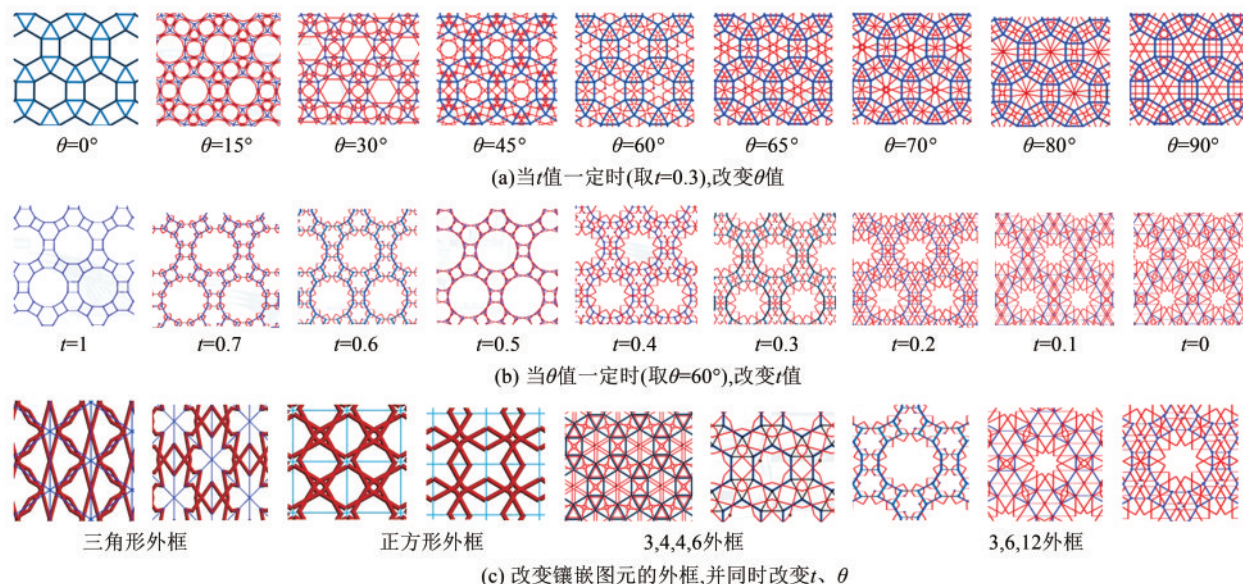 θ=0° θ=15° θ=30° θ=45° θ=60° θ=65° θ=70° θ=80° θ=90°
(a)当t值一定时(取t=0.3),改变θ值
t=1 t=0.7 t=0.6 t=0.5 t=0.4 t=0.3 t=0.2 t=0.1 t=0
(b) 当θ值一定时(取θ=60°),改变t值
三角形外框 正方形外框 3,4,4,6外框 3,6,12外框
(c) 改变镶嵌图元的外框,并同时改变t、θ